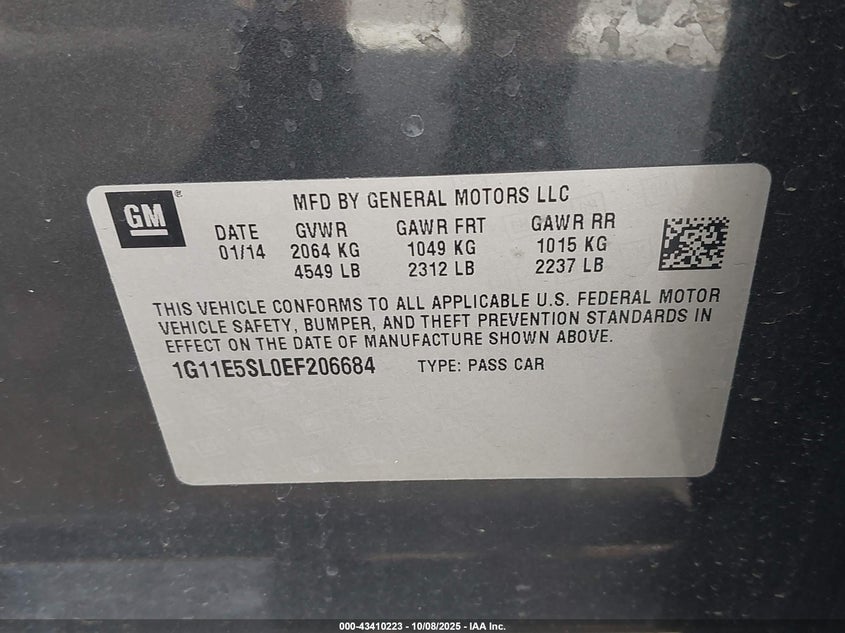 GM ®
MFD BY GENERAL MOTORS LLC
DATE GVWR GAWR FRT GAWR RR
01/14 2064 KG 1049 KG 1015 KG
4549 LB 2312 LB 2237 LB
THIS VEHICLE CONFORMS TO ALL APPLICABLE U.S. FEDERAL MOTOR
VEHICLE SAFETY, BUMPER, AND THEFT PREVENTION STANDARDS IN
EFFECT ON THE DATE OF MANUFACTURE SHOWN ABOVE.
1G11E5SL0EF206684 TYPE: PASS CAR
000-43410223 - 10/08/2025 - IAA Inc.